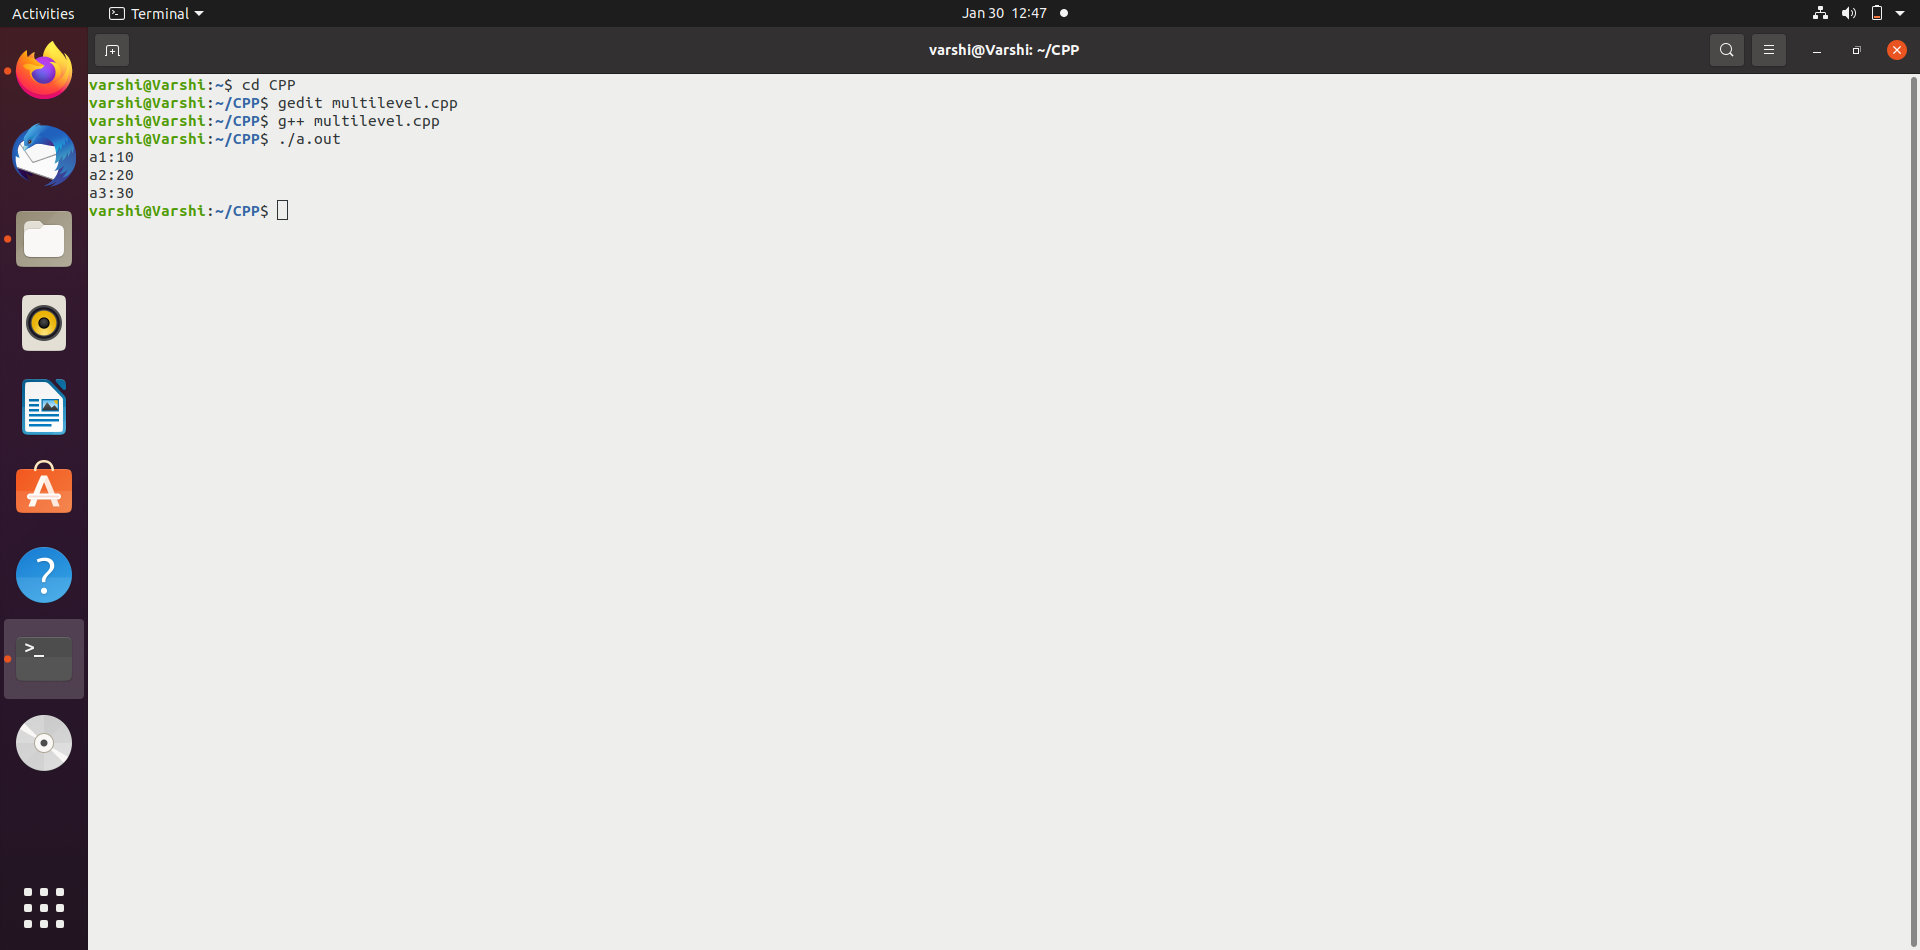 Activities Terminal Jan 30 12:47
varshi@Varshi: ~/CPP
varshi@Varshi:~$ cd CPP
varshi@Varshi:~/CPP$ gedit multilevel.cpp
varshi@Varshi:~/CPP$ g++ multilevel.cpp
varshi@Varshi:~/CPP$ ./a.out
a1:10
a2:20
a3:30
varshi@Varshi:~/CPP$